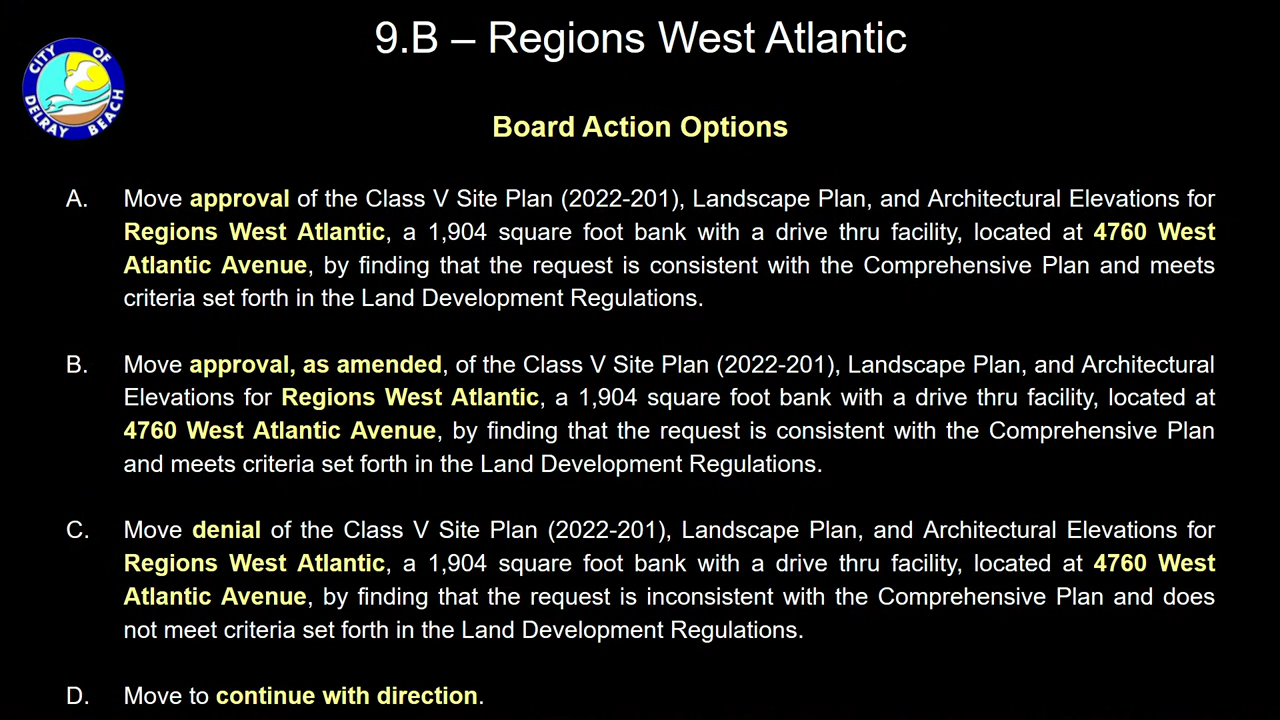 9.B – Regions West Atlantic
CITY OF
DELRAY BEACH
Board Action Options
A. Move approval of the Class V Site Plan (2022-201), Landscape Plan, and Architectural Elevations for
Regions West Atlantic, a 1,904 square foot bank with a drive thru facility, located at 4760 West
Atlantic Avenue, by finding that the request is consistent with the Comprehensive Plan and meets
criteria set forth in the Land Development Regulations.
B. Move approval, as amended, of the Class V Site Plan (2022-201), Landscape Plan, and Architectural
Elevations for Regions West Atlantic, a 1,904 square foot bank with a drive thru facility, located at
4760 West Atlantic Avenue, by finding that the request is consistent with the Comprehensive Plan
and meets criteria set forth in the Land Development Regulations.
C. Move denial of the Class V Site Plan (2022-201), Landscape Plan, and Architectural Elevations for
Regions West Atlantic, a 1,904 square foot bank with a drive thru facility, located at 4760 West
Atlantic Avenue, by finding that the request is inconsistent with the Comprehensive Plan and does
not meet criteria set forth in the Land Development Regulations.
D. Move to continue with direction.